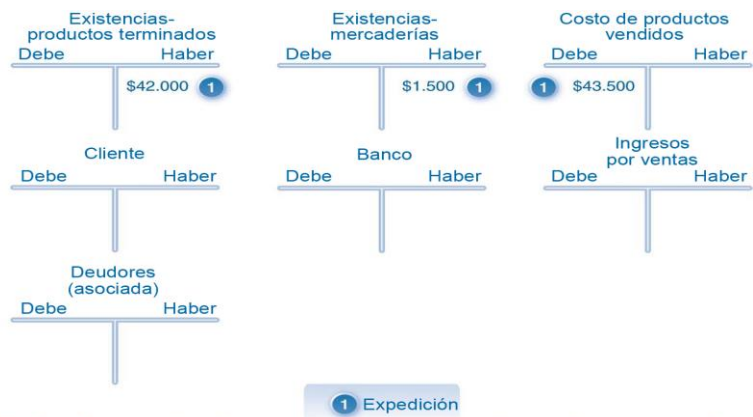 Existencias-
productos terminados
Debe Haber
$42.000 1
Existencias-
mercaderías
Debe Haber
$1.500 1
Costo de productos
vendidos
Debe Haber
1 $43.500
Cliente
Debe Haber
Banco
Debe Haber
Ingresos
por ventas
Debe Haber
Deudores
(asociada)
Debe Haber
1 Expedición